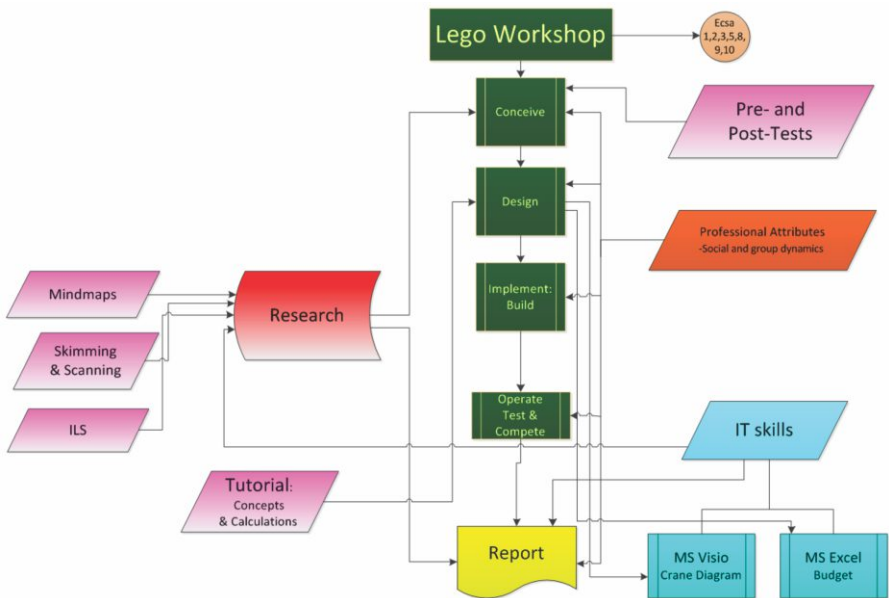 Lego Workshop
Ecsa
1,2,3,5,8,
9,10
Conceive
Pre- and
Post-Tests
Design
Professional Attributes
-Social and group dynamics
Mindmaps
Research
Implement:
Build
Skimming
& Scanning
ILS
Operate
Test &
Compete
IT skills
Tutorial:
Concepts
& Calculations
Report
MS Visio
Crane Diagram
MS Excel
Budget